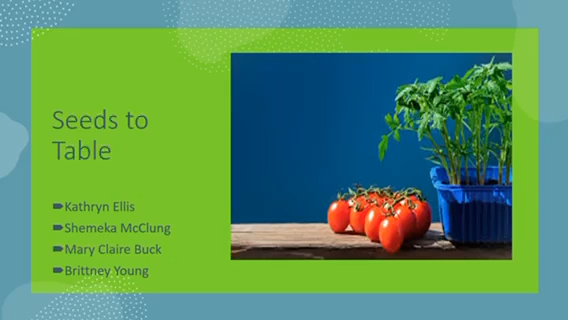 Seeds to
Table
Kathryn Ellis
Shemeka McClung
Mary Claire Buck
Brittney Young